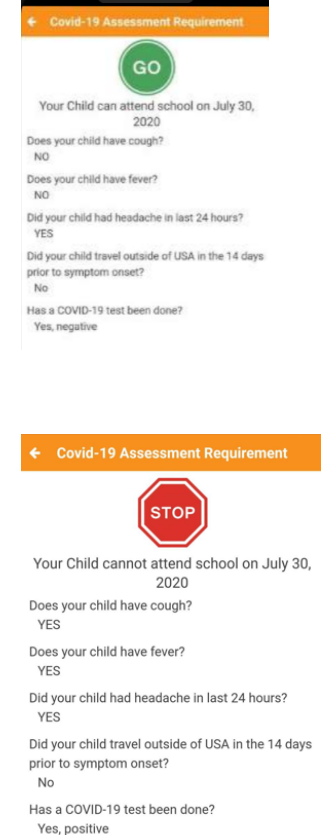 Covid-19 Assessment Requirement
GO
Your Child can attend school on July 30,
2020
Does your child have cough?
NO
Does your child have fever?
NO
Did your child had headache in last 24 hours?
YES
Did your child travel outside of USA in the 14 days
prior to symptom onset?
No
Has a COVID-19 test been done?
Yes, negative
Covid-19 Assessment Requirement
STOP
Your Child cannot attend school on July 30,
2020
Does your child have cough?
YES
Does your child have fever?
YES
Did your child had headache in last 24 hours?
YES
Did your child travel outside of USA in the 14 days
prior to symptom onset?
No
Has a COVID-19 test been done?
Yes, positive